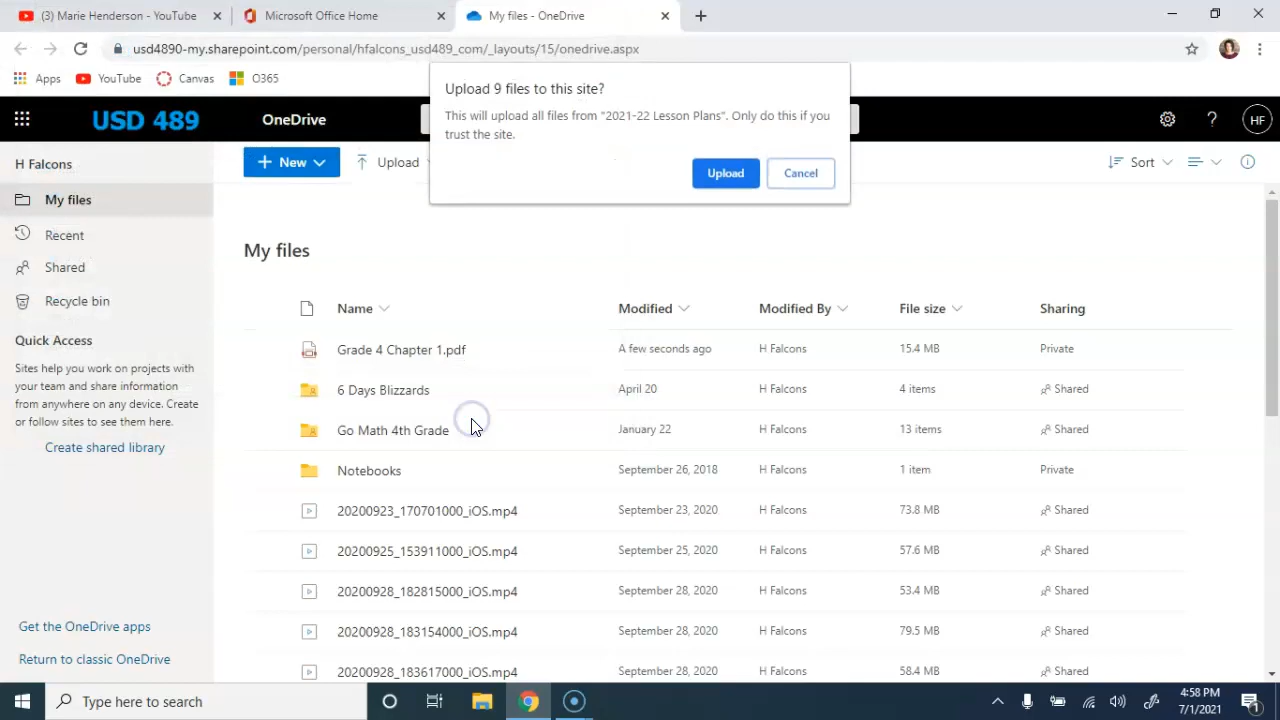 (3) Marie Henderson - YouTube
Microsoft Office Home
My files - OneDrive
usd4890-my.sharepoint.com/personal/hfalcons_usd489_com/_layouts/15/onedrive.aspx
Apps
YouTube
Canvas
O365
Upload 9 files to this site?
This will upload all files from "2021-22 Lesson Plans". Only do this if you
trust the site.
Upload
Cancel
USD 489
OneDrive
?
HF
H Falcons
New
Upload
Sort
My files
Recent
Shared
Recycle bin
Quick Access
Sites help you work on projects with
your team and share information
from anywhere on any device. Create
or follow sites to see them here.
Create shared library
Get the OneDrive apps
Return to classic OneDrive
My files
Name Modified Modified By File size Sharing
Grade 4 Chapter 1.pdf A few seconds ago H Falcons 15.4 MB Private
6 Days Blizzards April 20 H Falcons 4 items Shared
Go Math 4th Grade January 22 H Falcons 13 items Shared
Notebooks September 26, 2018 H Falcons 1 item Private
20200923_170701000_iOS.mp4 September 23, 2020 H Falcons 73.8 MB Shared
20200925_153911000_iOS.mp4 September 25, 2020 H Falcons 57.6 MB Shared
20200928_182815000_iOS.mp4 September 28, 2020 H Falcons 53.4 MB Shared
20200928_183154000_iOS.mp4 September 28, 2020 H Falcons 79.5 MB Shared
20200928_183617000_iOS.mp4 September 28, 2020 H Falcons 58.4 MB Shared
Type here to search
4:58 PM
7/1/2021
1